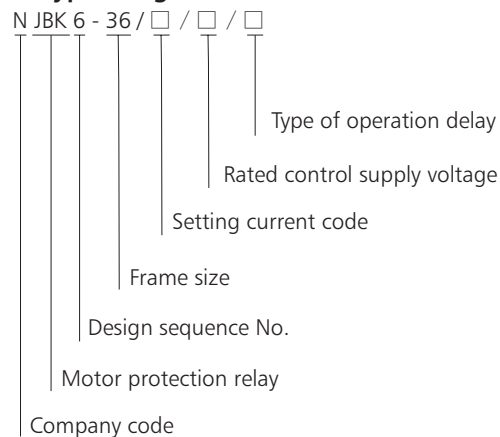 N JBK 6 - 36 / □ / □ / □
Type of operation delay
Rated control supply voltage
Setting current code
Frame size
Design sequence No.
Motor protection relay
Company code